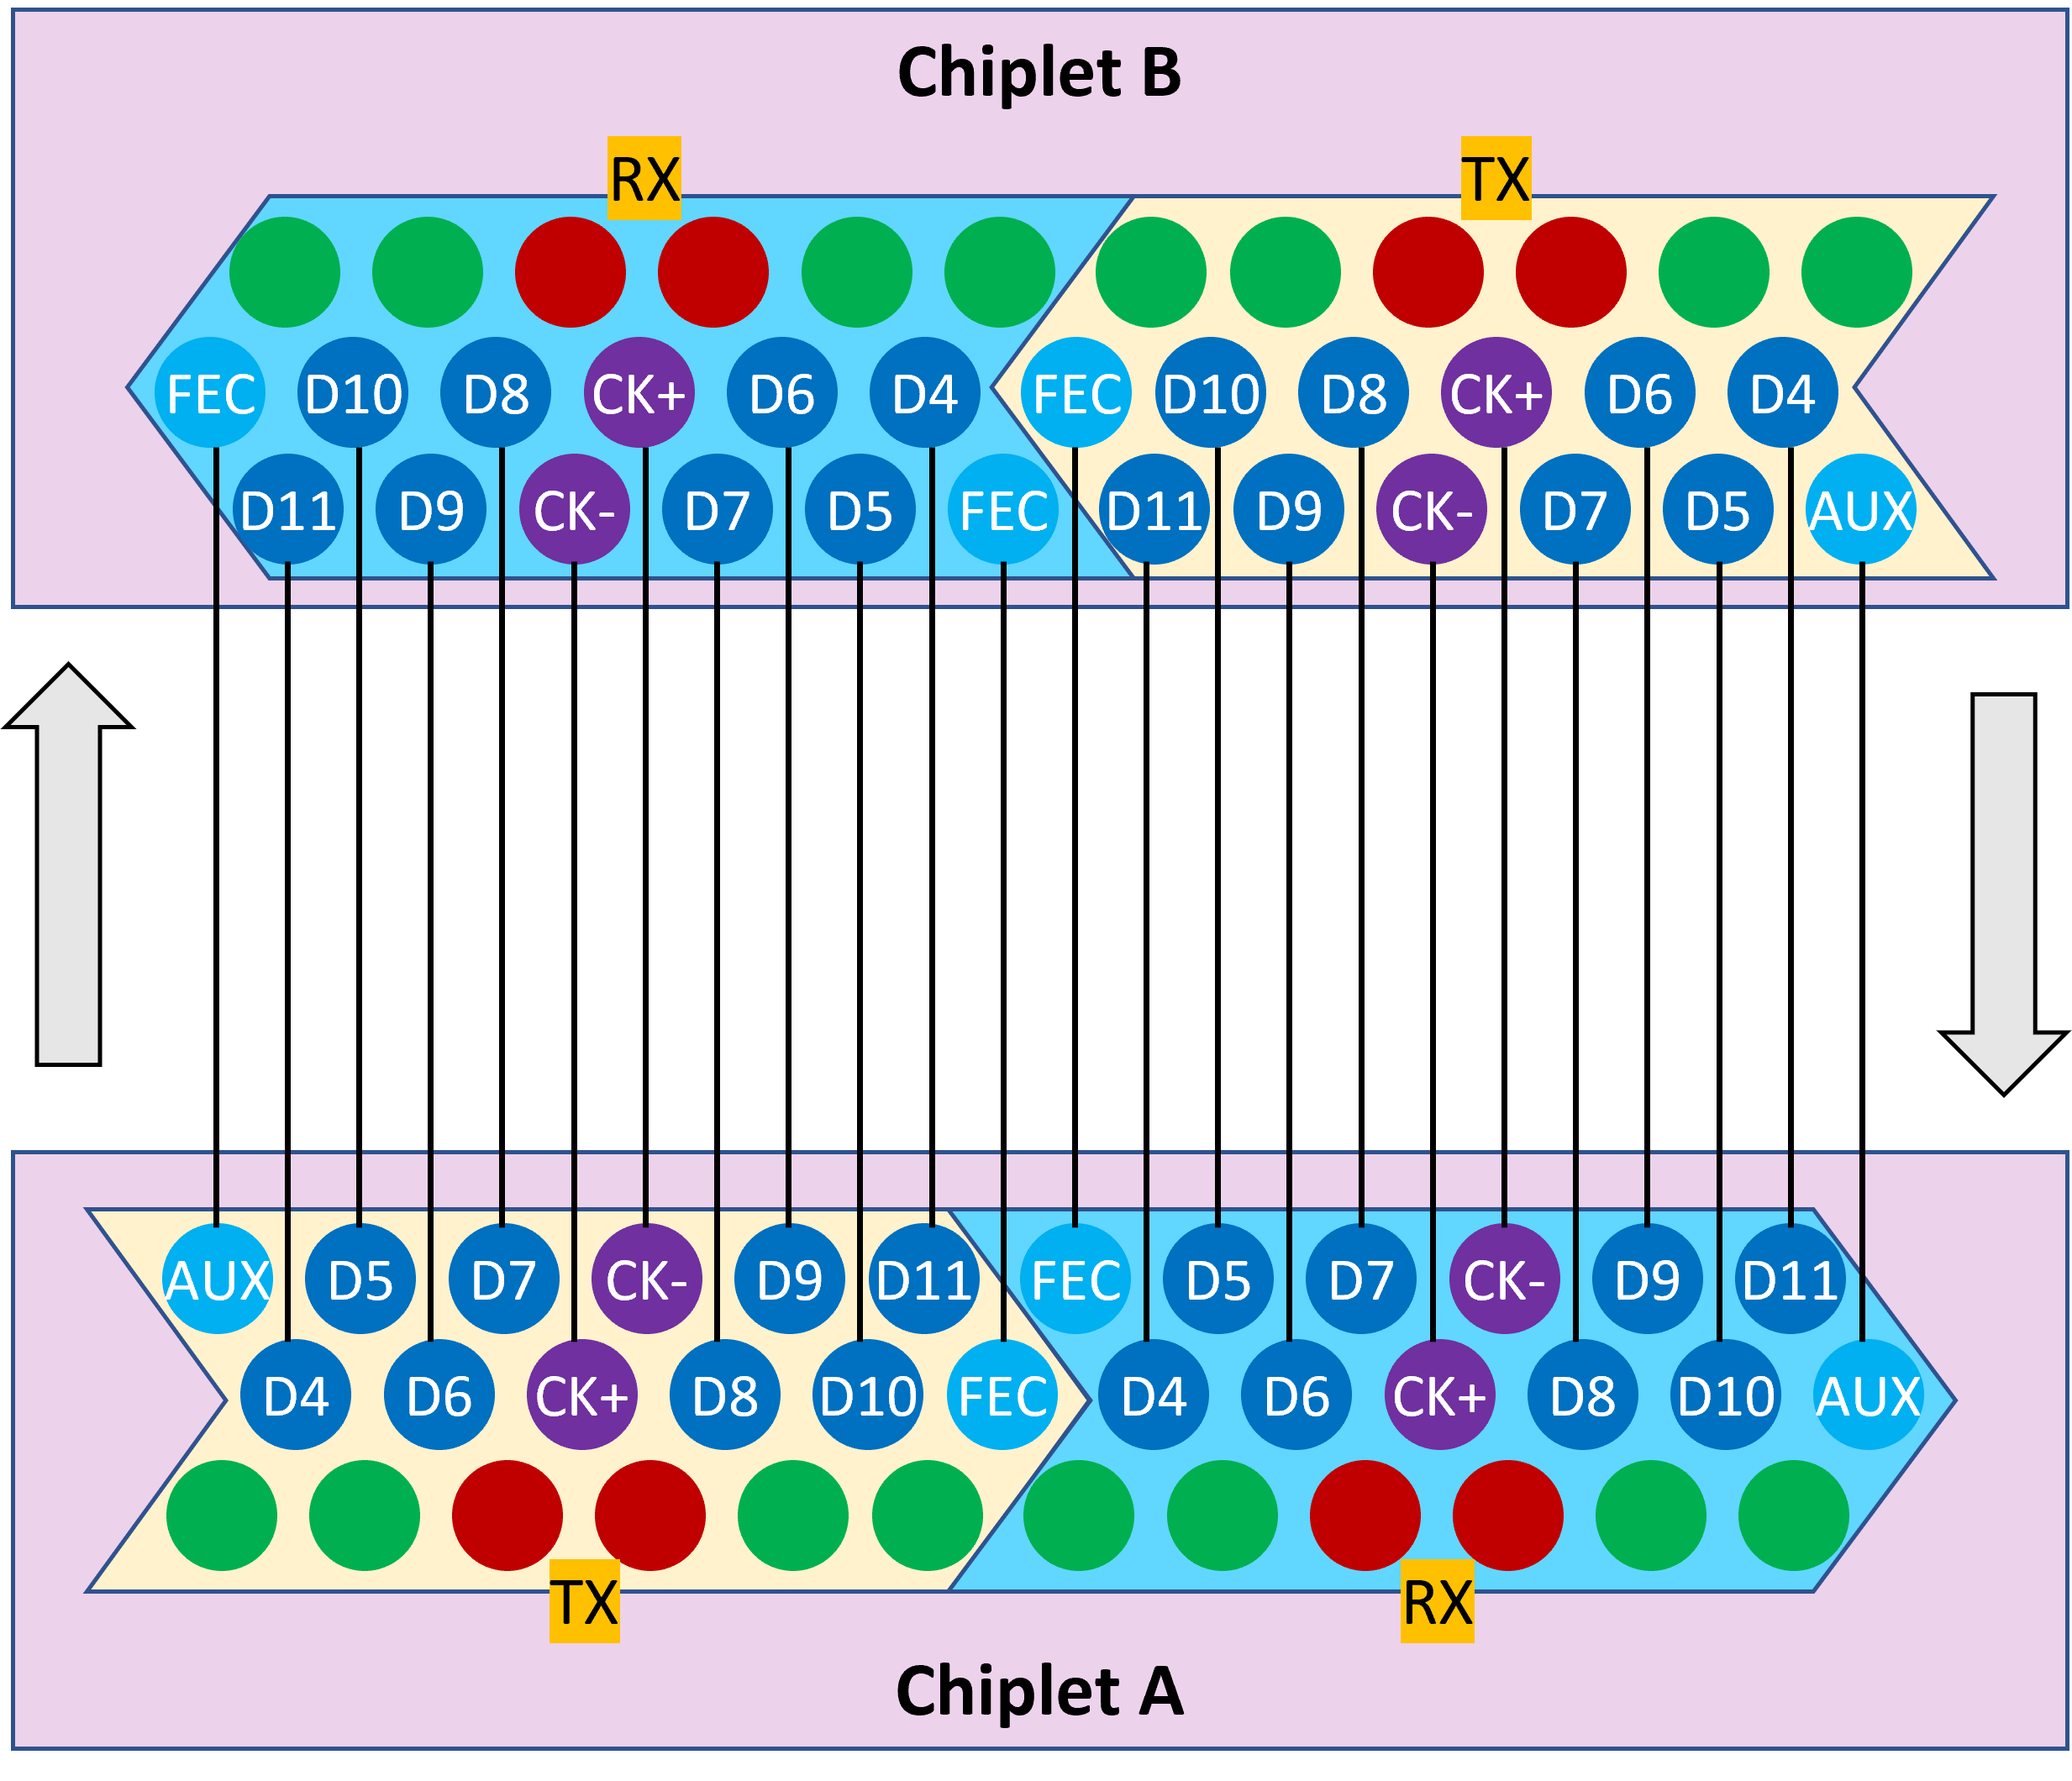 Chiplet B
RX TX
FEC D10 D8 CK+ D6 D4 FEC D10 D8 CK+ D6 D4
D11 D9 CK- D7 D5 FEC D11 D9 CK- D7 D5 AUX
AUX D5 D7 CK- D9 D11 FEC D5 D7 CK- D9 D11
D4 D6 CK+ D8 D10 FEC D4 D6 CK+ D8 D10 AUX
TX RX
Chiplet A